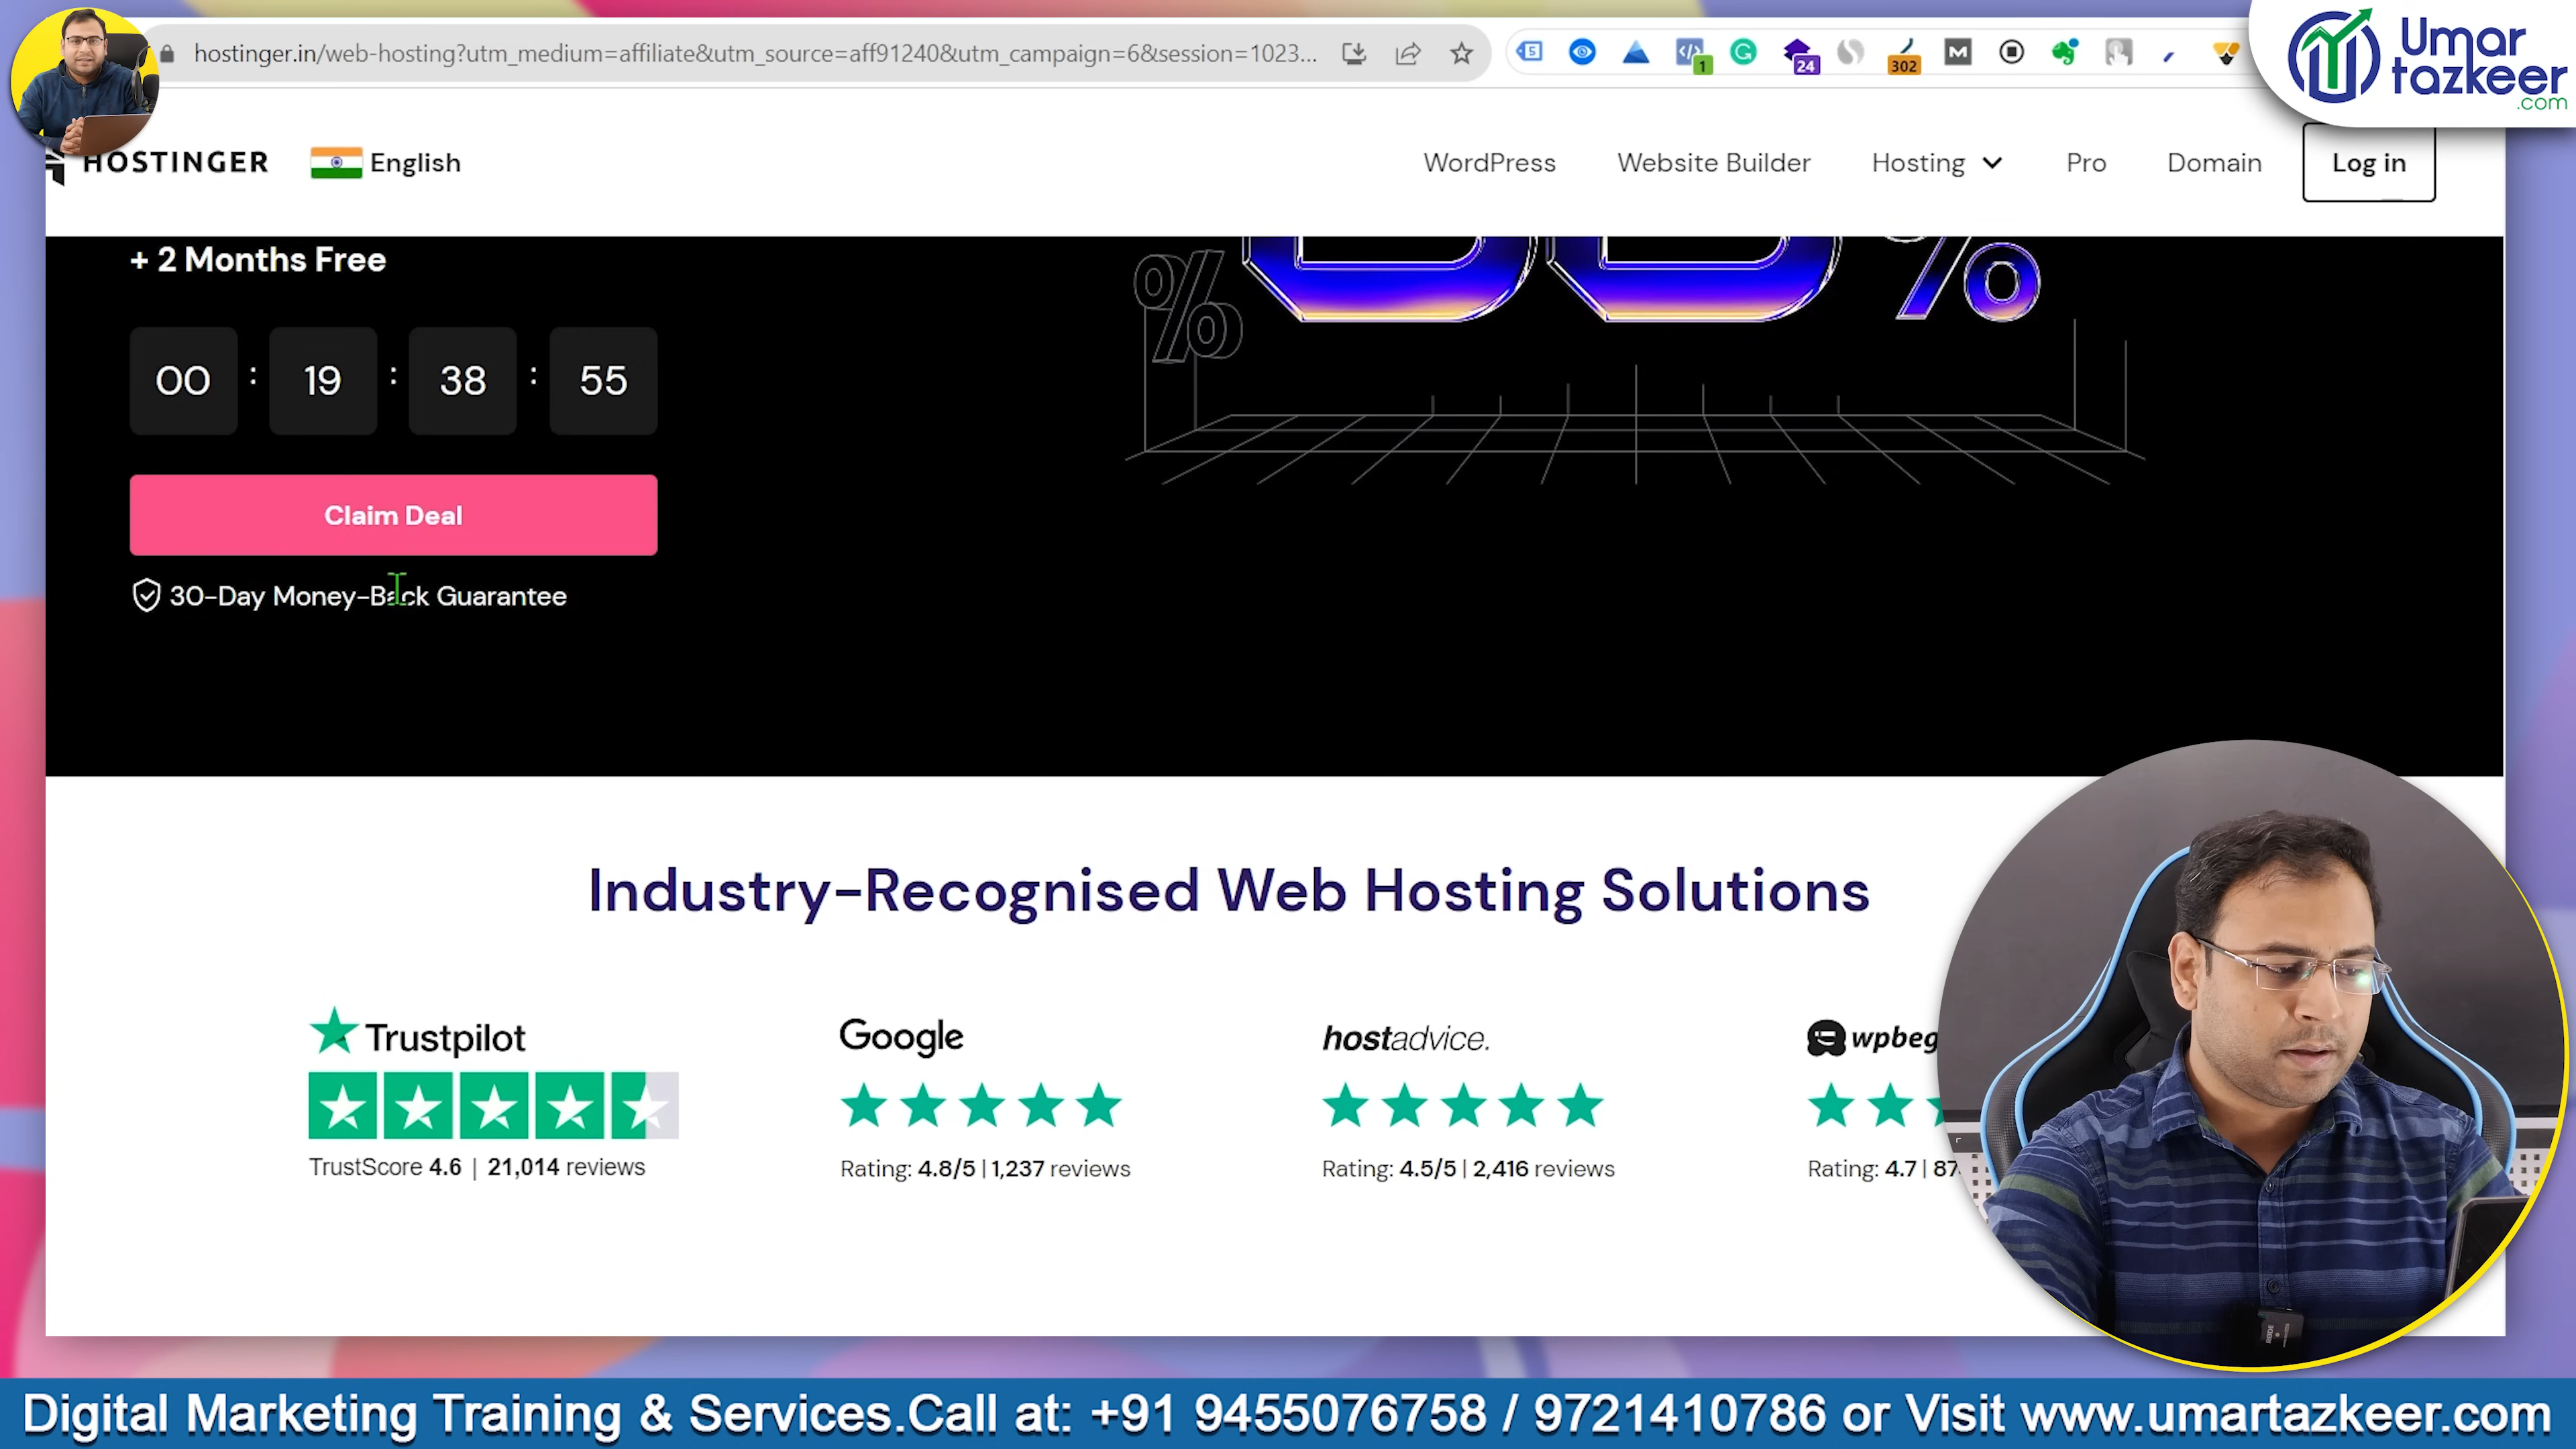 hostinger.in/web-hosting?utm_medium=affiliate&utm_source=aff91240&utm_campaign=6&session=1023...
5
1
24
302
Umar
tazkeer
.com
HOSTINGER
English
WordPress
Website Builder
Hosting
Pro
Domain
Log in
+ 2 Months Free
%
%
00 : 19 : 38 : 55
Claim Deal
30-Day Money-Back Guarantee
Industry-Recognised Web Hosting Solutions
Trustpilot
Google
hostadvice.
TrustScore 4.6 | 21,014 reviews
Rating: 4.8/5 | 1,237 reviews
Rating: 4.5/5 | 2,416 reviews
Rating: 4.7 |
Digital Marketing Training & Services.Call at: +91 9455076758 / 9721410786 or Visit www.umartazkeer.com